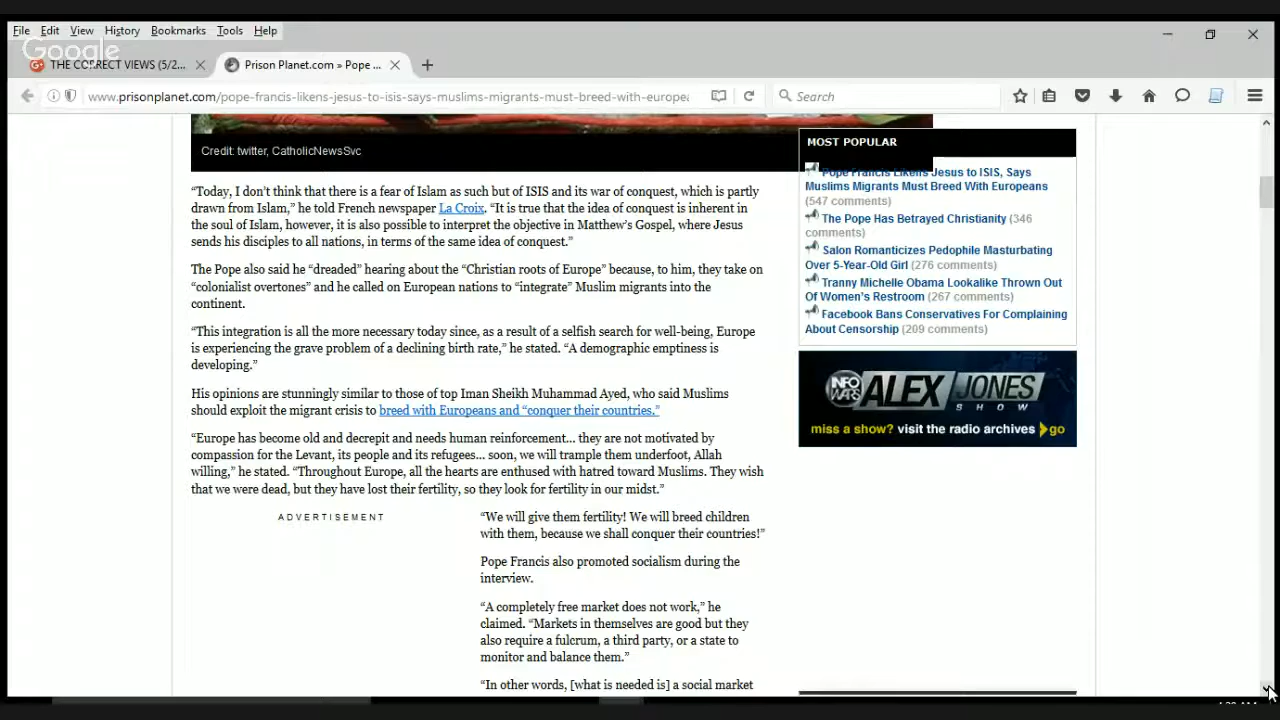 File Edit View History Bookmarks Tools Help
Google
THE CORRECT VIEWS (5/2...
Prison Planet.com » Pope ...
www.prisonplanet.com/pope-francis-likens-jesus-to-isis-says-muslims-migrants-must-breed-with-europea
Search
Credit: twitter, CatholicNewsSvc
“Today, I don’t think that there is a fear of Islam as such but of ISIS and its war of conquest, which is partly
drawn from Islam,” he told French newspaper La Croix. “It is true that the idea of conquest is inherent in
the soul of Islam, however, it is also possible to interpret the objective in Matthew’s Gospel, where Jesus
sends his disciples to all nations, in terms of the same idea of conquest.”
The Pope also said he “dreaded” hearing about the “Christian roots of Europe” because, to him, they take on
“colonialist overtones” and he called on European nations to “integrate” Muslim migrants into the
continent.
“This integration is all the more necessary today since, as a result of a selfish search for well-being, Europe
is experiencing the grave problem of a declining birth rate,” he stated. “A demographic emptiness is
developing.”
His opinions are stunningly similar to those of top Iman Sheikh Muhammad Ayed, who said Muslims
should exploit the migrant crisis to breed with Europeans and “conquer their countries.”
“Europe has become old and decrepit and needs human reinforcement… they are not motivated by
compassion for the Levant, its people and its refugees… soon, we will trample them underfoot, Allah
willing,” he stated. “Throughout Europe, all the hearts are enthused with hatred toward Muslims. They wish
that we were dead, but they have lost their fertility, so they look for fertility in our midst.”
ADVERTISEMENT
“We will give them fertility! We will breed children
with them, because we shall conquer their countries!”
Pope Francis also promoted socialism during the
interview.
“A completely free market does not work,” he
claimed. “Markets in themselves are good but they
also require a fulcrum, a third party, or a state to
monitor and balance them.”
“In other words, [what is needed is] a social market
MOST POPULAR
Pope Francis Likens Jesus to ISIS, Says
Muslims Migrants Must Breed With Europeans
(547 comments)
The Pope Has Betrayed Christianity (346
comments)
Salon Romanticizes Pedophile Masturbating
Over 5-Year-Old Girl (276 comments)
Tranny Michelle Obama Lookalike Thrown Out
Of Women’s Restroom (267 comments)
Facebook Bans Conservatives For Complaining
About Censorship (209 comments)
INFO WARS ALEX JONES
SHOW
miss a show? visit the radio archives go